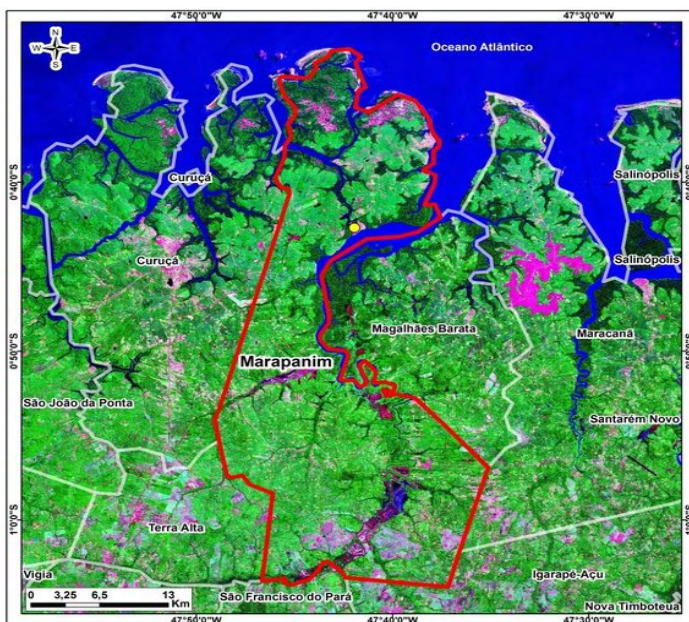 47°50'0"W
47°40'0"W
47°30'0"W
N
W
E
S
Oceano Atlântico
0°40'0"S
Curuçá
Salinópolis
Curuçá
Salinópolis
Magalhães Barata
Maracanã
0°50'0"S
Marapanim
São João da Ponta
Santarém Novo
1°0'0"S
Terra Alta
Vigia
Igarapé-Açu
0 3,25 6,5 13
Km
São Francisco do Pará
Nova Timboteua
47°50'0"W
47°40'0"W
47°30'0"W